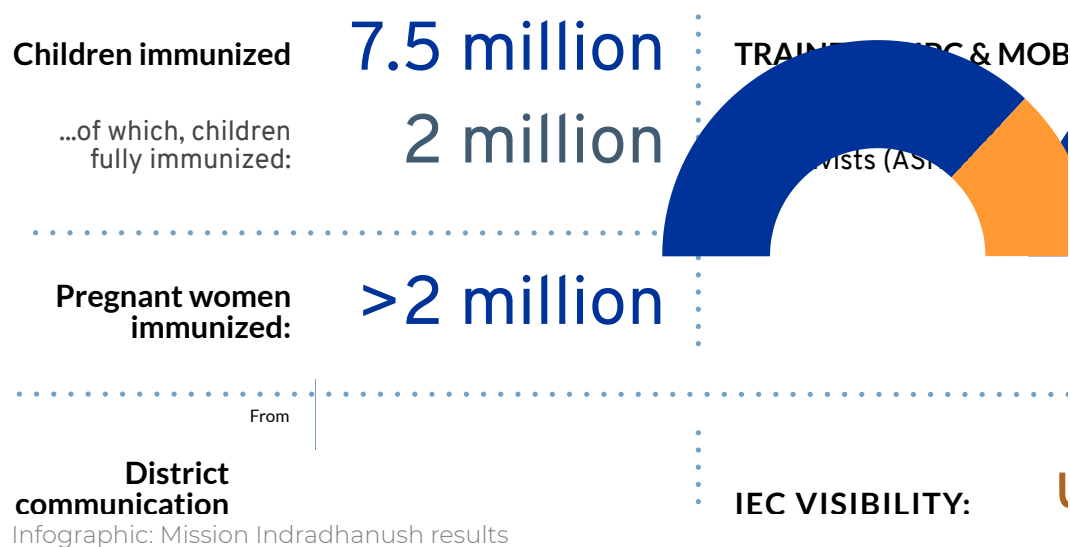 Children immunized
7.5 million
...of which, children
fully immunized:
2 million
Pregnant women
immunized:
>2 million
From
District
communication
& MOB
IEC VISIBILITY:
Infographic: Mission Indradhanush results